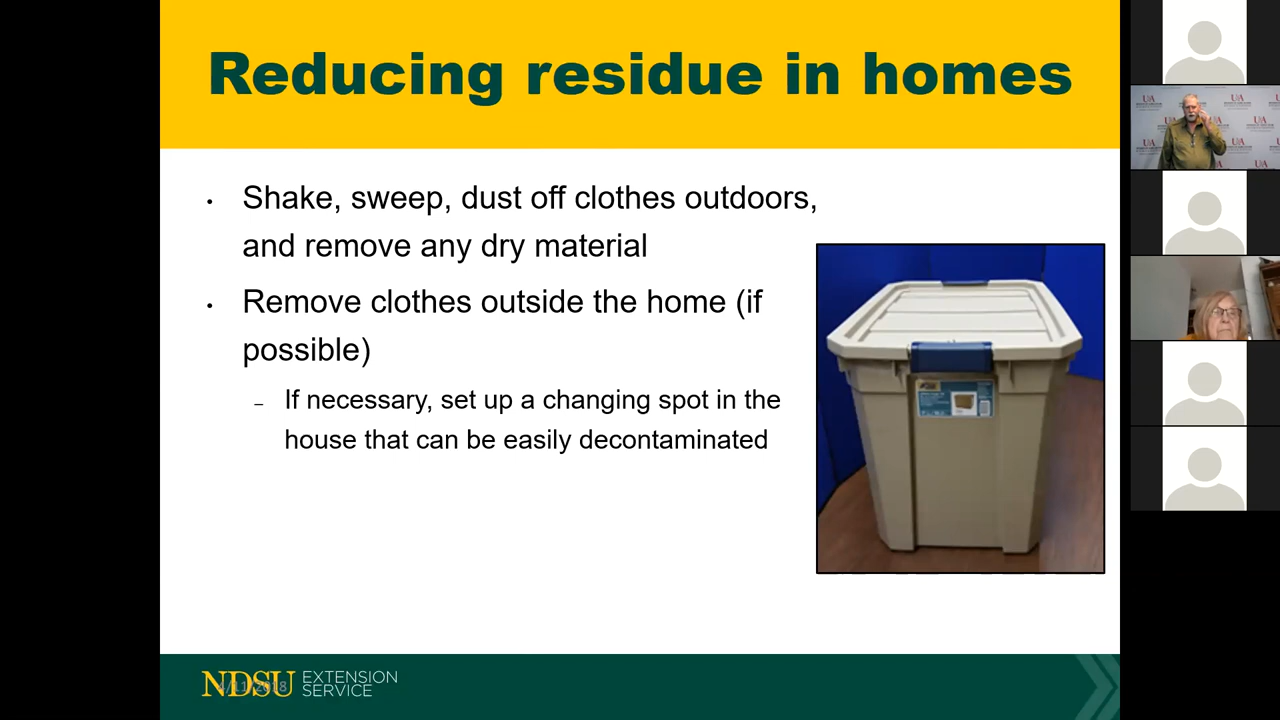 Reducing residue in homes
• Shake, sweep, dust off clothes outdoors,
and remove any dry material
• Remove clothes outside the home (if
possible)
– If necessary, set up a changing spot in the
house that can be easily decontaminated
NDSU EXTENSION
SERVICE